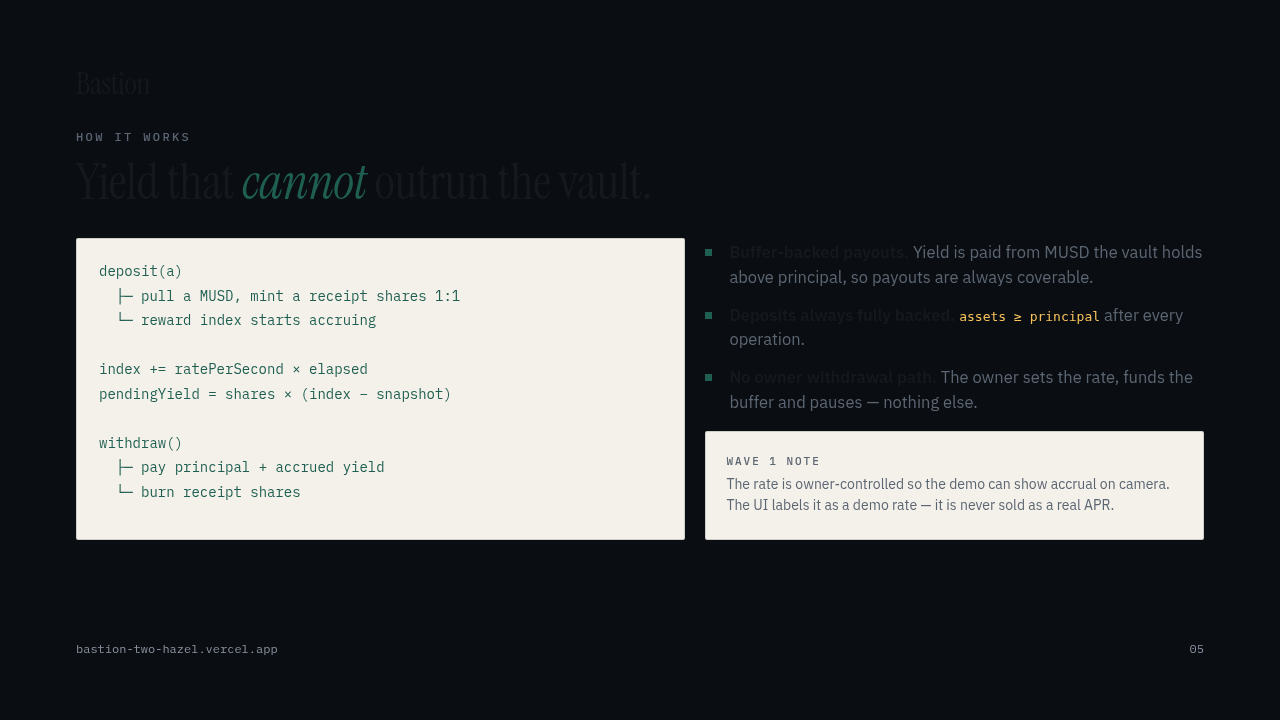 Bastion
HOW IT WORKS
Yield that cannot outrun the vault.
deposit(a)
├─ pull a MUSD, mint a receipt shares 1:1
└─ reward index starts accruing
index += ratePerSecond × elapsed
pendingYield = shares × (index − snapshot)
withdraw()
├─ pay principal + accrued yield
└─ burn receipt shares
Buffer-backed payouts. Yield is paid from MUSD the vault holds
above principal, so payouts are always coverable.
Deposits always fully backed. assets ≥ principal after every
operation.
No owner withdrawal path. The owner sets the rate, funds the
buffer and pauses — nothing else.
WAVE 1 NOTE
The rate is owner-controlled so the demo can show accrual on camera.
The UI labels it as a demo rate — it is never sold as a real APR.
bastion-two-hazel.vercel.app
05